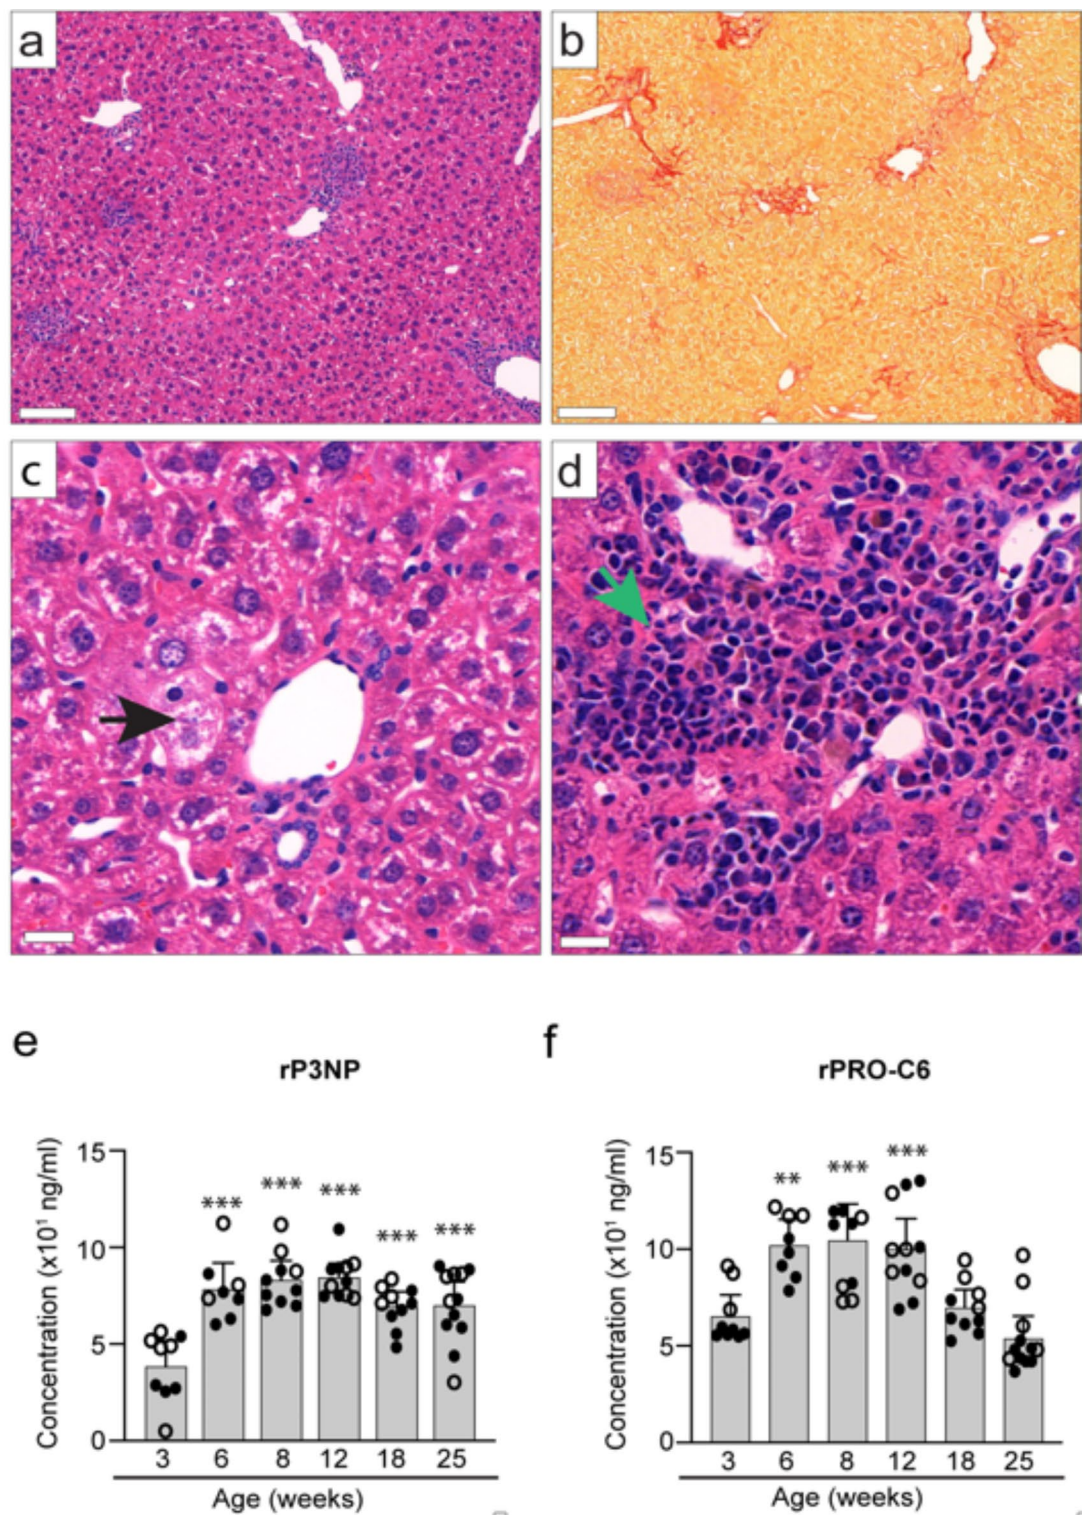 a
b
c
d
e
f
rP3NP
rPRO-C6
Concentration (x10¹ ng/ml)
15
10
5
0
***
***
***
***
***
3 6 8 12 18 25
Age (weeks)
Concentration (x10¹ ng/ml)
15
10
5
0
**
***
***
3 6 8 12 18 25
Age (weeks)